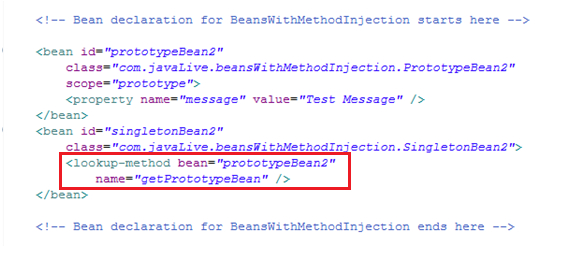 <!-- Bean declaration for BeansWithMethodInjection starts here -->
<bean id="prototypeBean2"
class="com.javaLive.beansWithMethodInjection.PrototypeBean2"
scope="prototype">
<property name="message" value="Test Message" />
</bean>
<bean id="singletonBean2"
class="com.javaLive.beansWithMethodInjection.SingletonBean2">
<lookup-method bean="prototypeBean2"
name="getPrototypeBean" />
</bean>
<!-- Bean declaration for BeansWithMethodInjection ends here -->